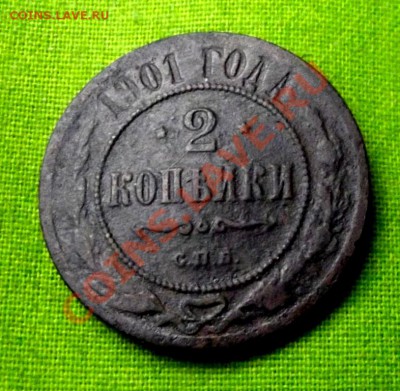 COINS.LAVE.RU
1901 ГОДА
2
КОПѢЙКИ
С.П.Б.
COINS.LAVE.RU